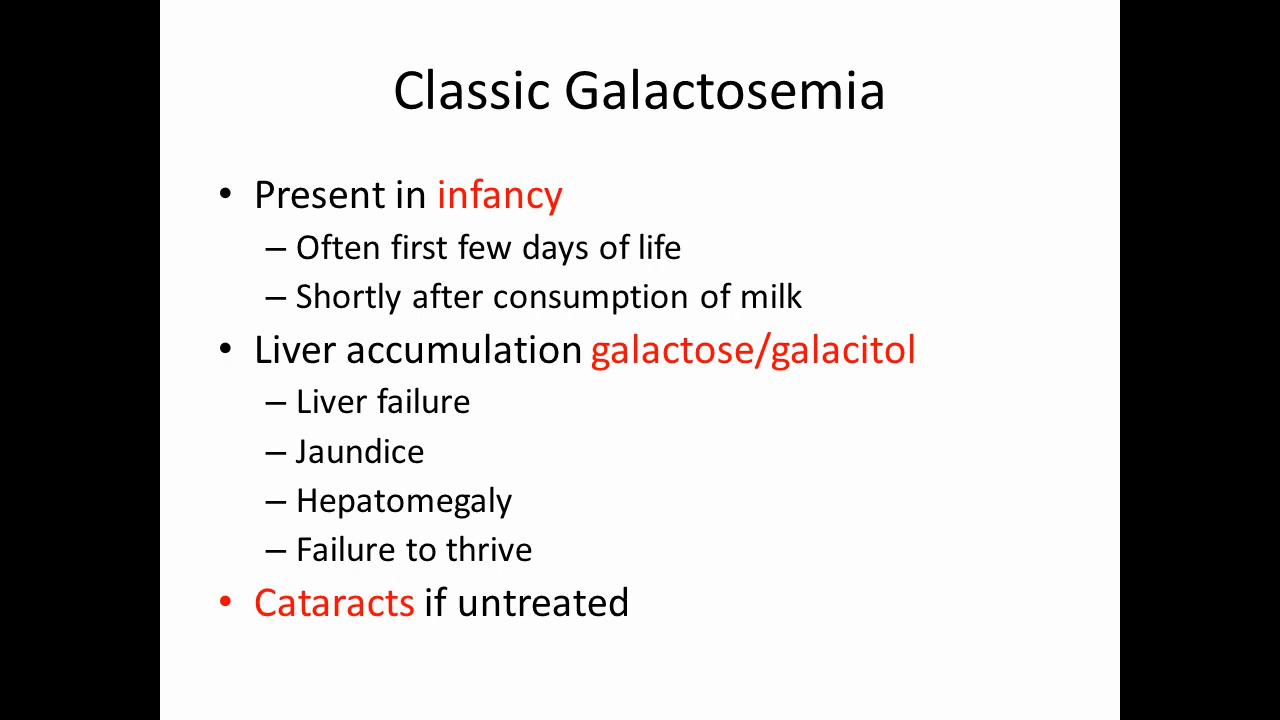 Classic Galactosemia
• Present in infancy
– Often first few days of life
– Shortly after consumption of milk
• Liver accumulation galactose/galacitol
– Liver failure
– Jaundice
– Hepatomegaly
– Failure to thrive
• Cataracts if untreated